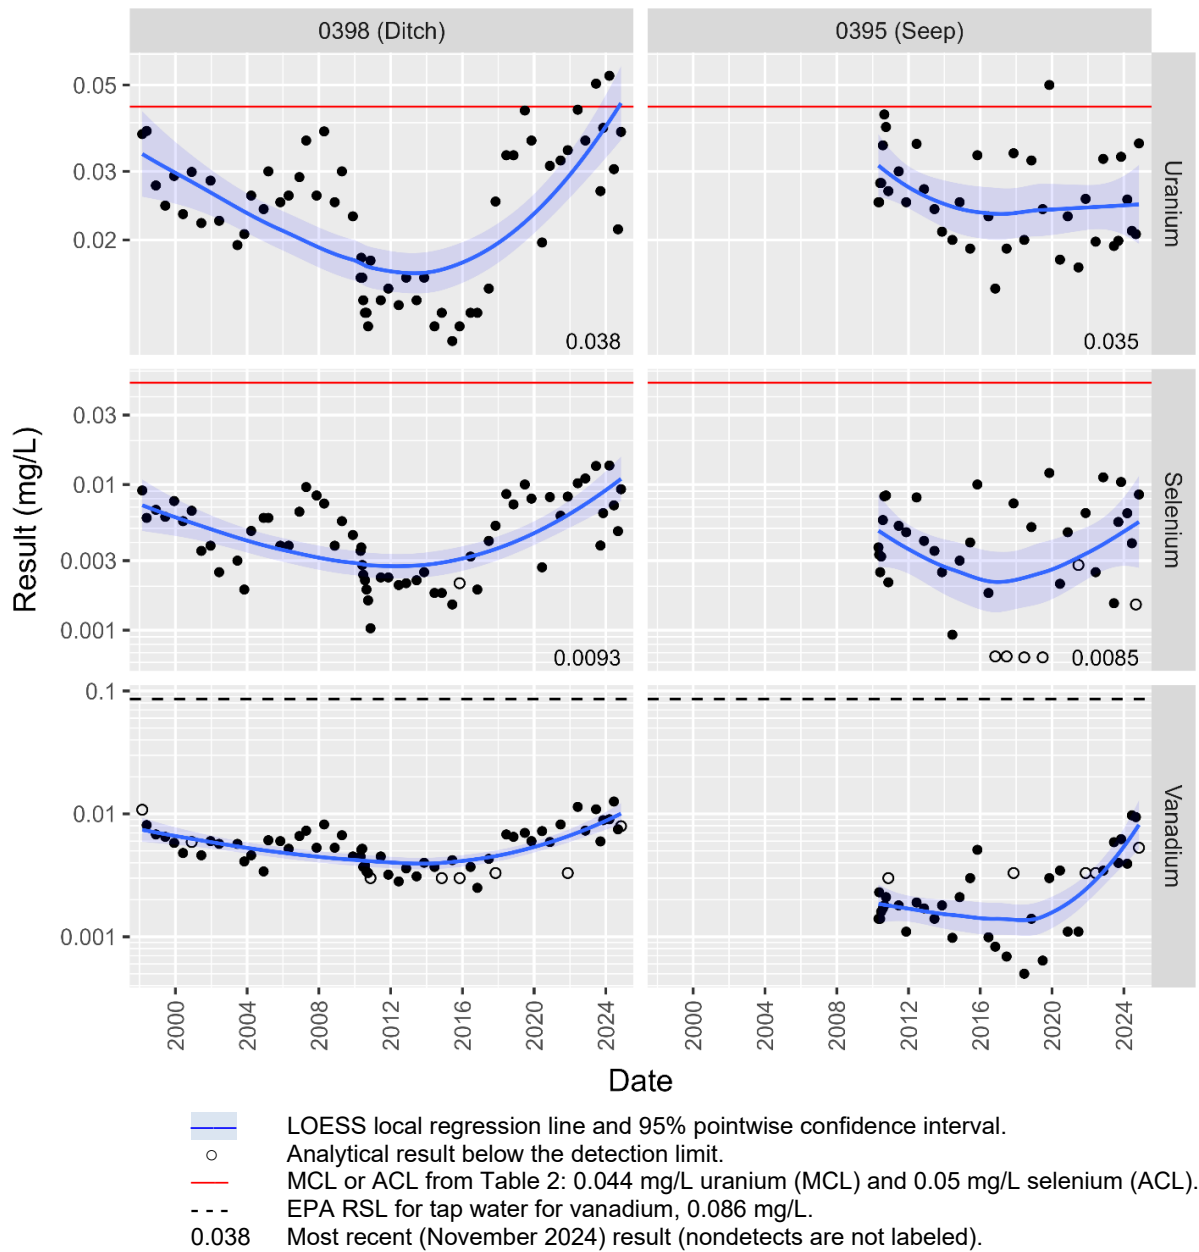 0398 (Ditch)
0395 (Seep)
Result (mg/L)
0.05
0.03
0.02
0.038
0.035
Uranium
0.03
0.01
0.003
0.001
0.0093
0.0085
Selenium
0.1
0.01
0.001
Vanadium
2000 2004 2008 2012 2016 2020 2024
2000 2004 2008 2012 2016 2020 2024
Date
LOESS local regression line and 95% pointwise confidence interval.
Analytical result below the detection limit.
MCL or ACL from Table 2: 0.044 mg/L uranium (MCL) and 0.05 mg/L selenium (ACL).
EPA RSL for tap water for vanadium, 0.086 mg/L.
0.038 Most recent (November 2024) result (nondetects are not labeled).